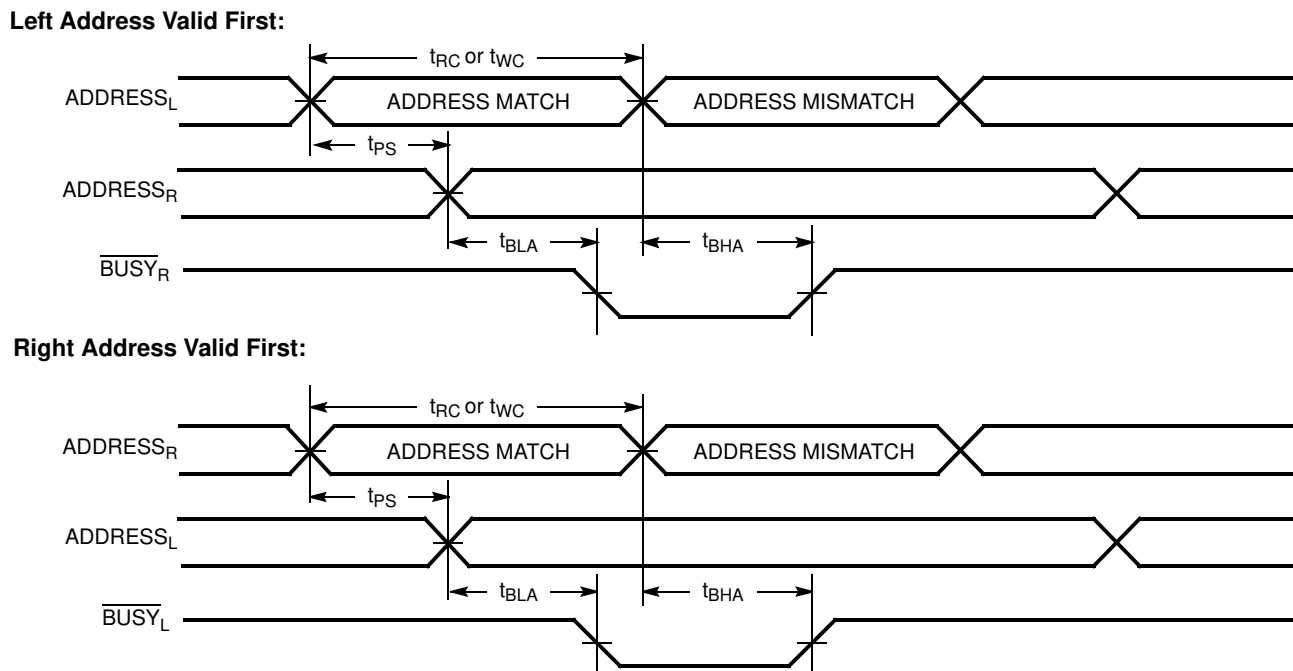 Left Address Valid First:
tRC or tWC
ADDRESSL
ADDRESS MATCH
ADDRESS MISMATCH
tPS
ADDRESSR
tBLA
tBHA
BUSYR
Right Address Valid First:
tRC or tWC
ADDRESSR
ADDRESS MATCH
ADDRESS MISMATCH
tPS
ADDRESSL
tBLA
tBHA
BUSYL